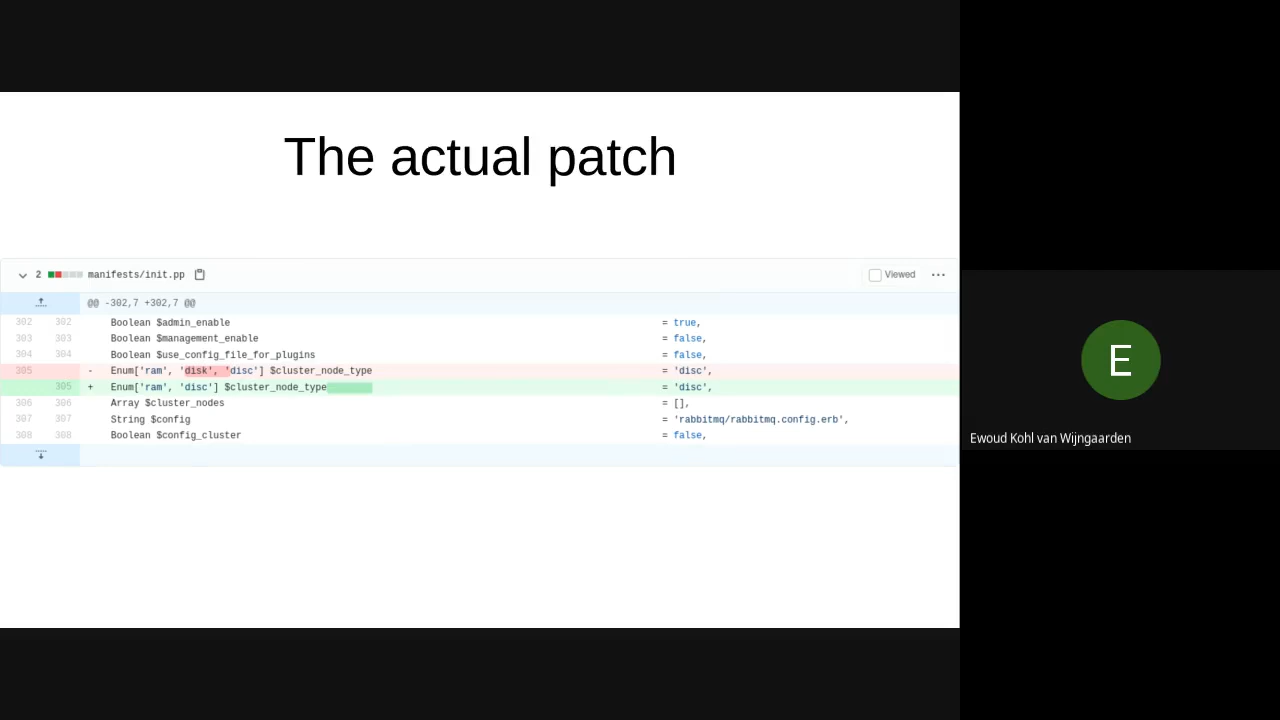 The actual patch
2 manifests/init.pp Viewed
@@ -302,7 +302,7 @@
302 302 Boolean $admin_enable = true,
303 303 Boolean $management_enable = false,
304 304 Boolean $use_config_file_for_plugins = false,
305 - Enum['ram', 'disk', 'disc'] $cluster_node_type = 'disc',
305 + Enum['ram', 'disc'] $cluster_node_type = 'disc',
306 306 Array $cluster_nodes = [],
307 307 String $config = 'rabbitmq/rabbitmq.config.erb',
308 308 Boolean $config_cluster = false,
E
Ewoud Kohl van Wijngaarden